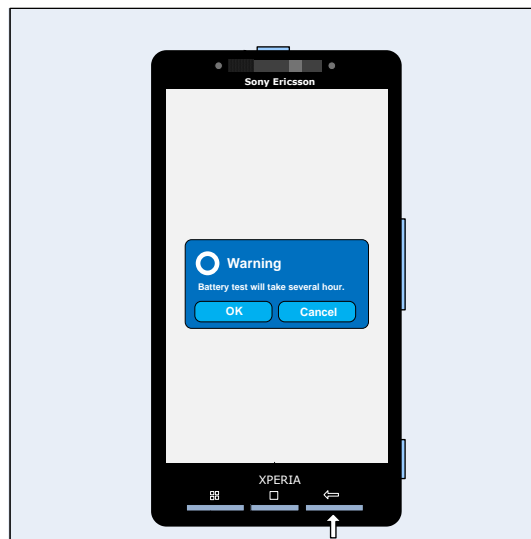 Sony Ericsson
Warning
Battery test will take several hour.
OK Cancel
XPERIA